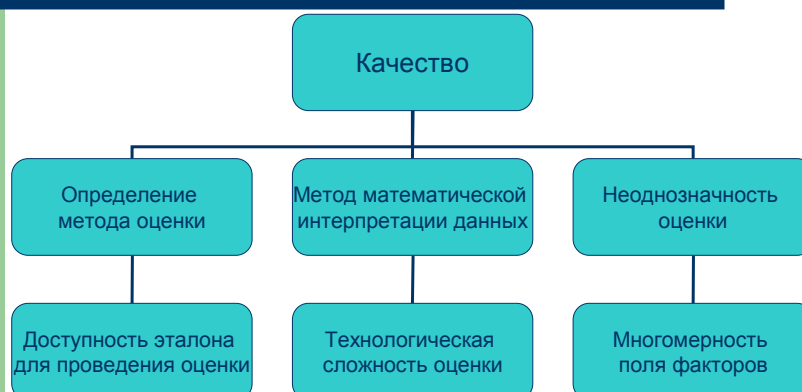 Качество
Определение
метода оценки
Метод математической
интерпретации данных
Неоднозначность
оценки
Доступность эталона
для проведения оценки
Технологическая
сложность оценки
Многомерность
поля факторов